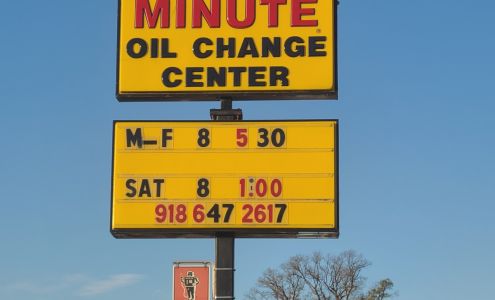 MINUTE®
OIL CHANGE
CENTER
M-F 8 5 30
SAT 8 1:00
918 647 2617